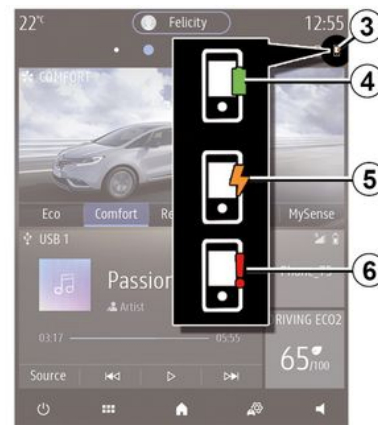 22°C
Felicity
12:55
3
COMFORT
4
5
Eco
Comfort
MySense
USB 1
6
Passion
Artist
DRIVING ECO2
03:17
05:55
65/100
Source